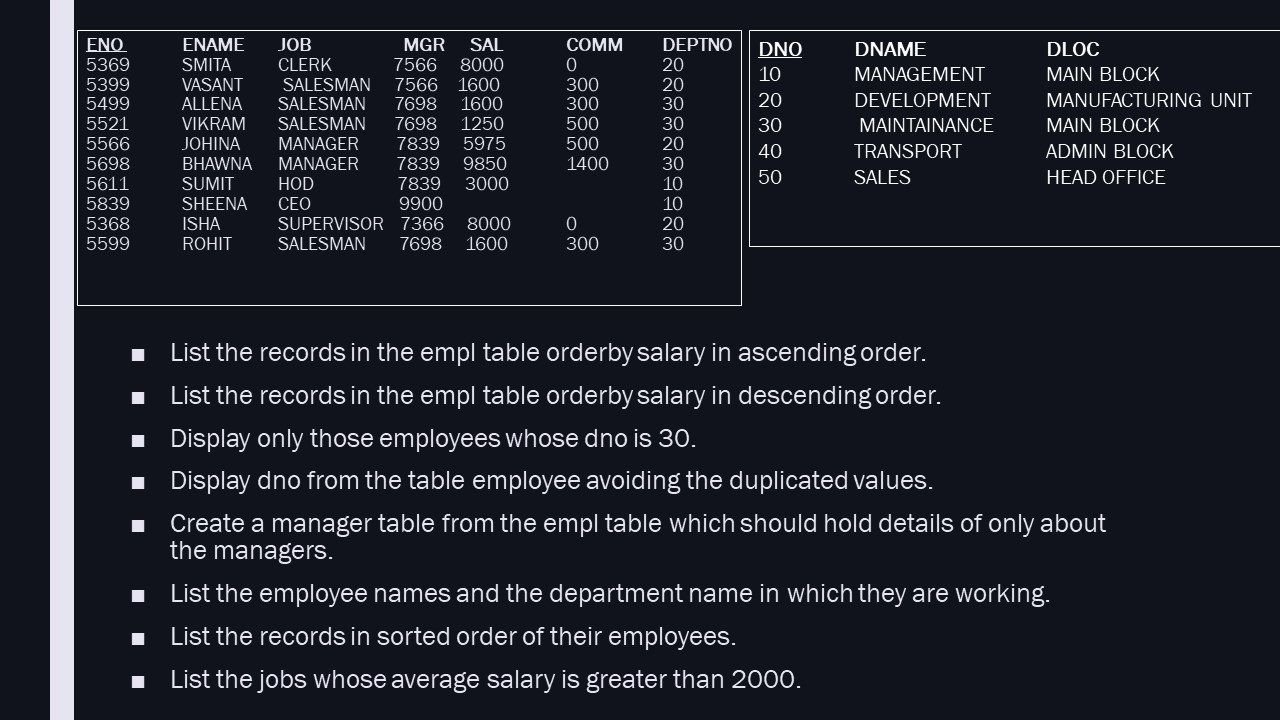 ENO ENAME JOB MGR SAL COMM DEPTNO
5369 SMITA CLERK 7566 8000 0 20
5399 VASANT SALESMAN 7566 1600 300 20
5499 ALLENA SALESMAN 7698 1600 300 30
5521 VIKRAM SALESMAN 7698 1250 500 30
5566 JOHINA MANAGER 7839 5975 500 20
5698 BHAWNA MANAGER 7839 9850 1400 30
5611 SUMIT HOD 7839 3000 10
5839 SHEENA CEO 9900 10
5368 ISHA SUPERVISOR 7366 8000 0 20
5599 ROHIT SALESMAN 7698 1600 300 30
DNO DNAME DLOC
10 MANAGEMENT MAIN BLOCK
20 DEVELOPMENT MANUFACTURING UNIT
30 MAINTAINANCE MAIN BLOCK
40 TRANSPORT ADMIN BLOCK
50 SALES HEAD OFFICE
■ List the records in the empl table orderby salary in ascending order.
■ List the records in the empl table orderby salary in descending order.
■ Display only those employees whose dno is 30.
■ Display dno from the table employee avoiding the duplicated values.
■ Create a manager table from the empl table which should hold details of only about
the managers.
■ List the employee names and the department name in which they are working.
■ List the records in sorted order of their employees.
■ List the jobs whose average salary is greater than 2000.